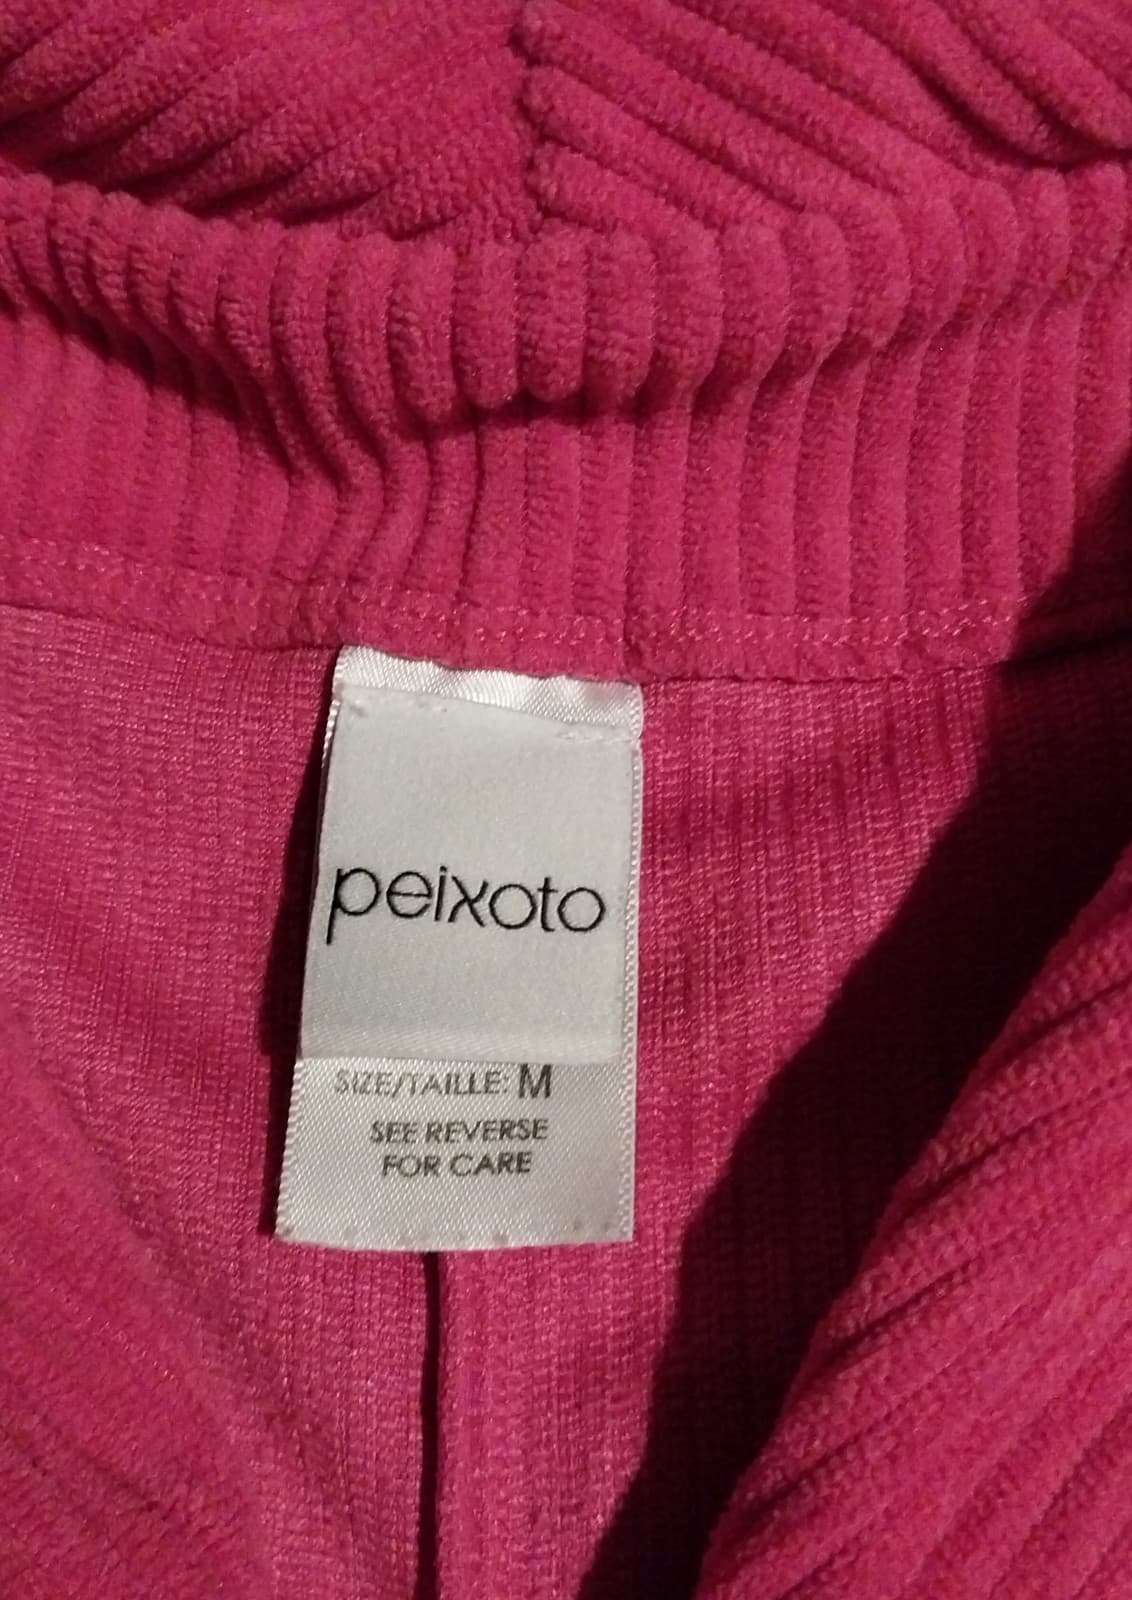 peixoto
SIZE/TAILLE: M
SEE REVERSE
FOR CARE